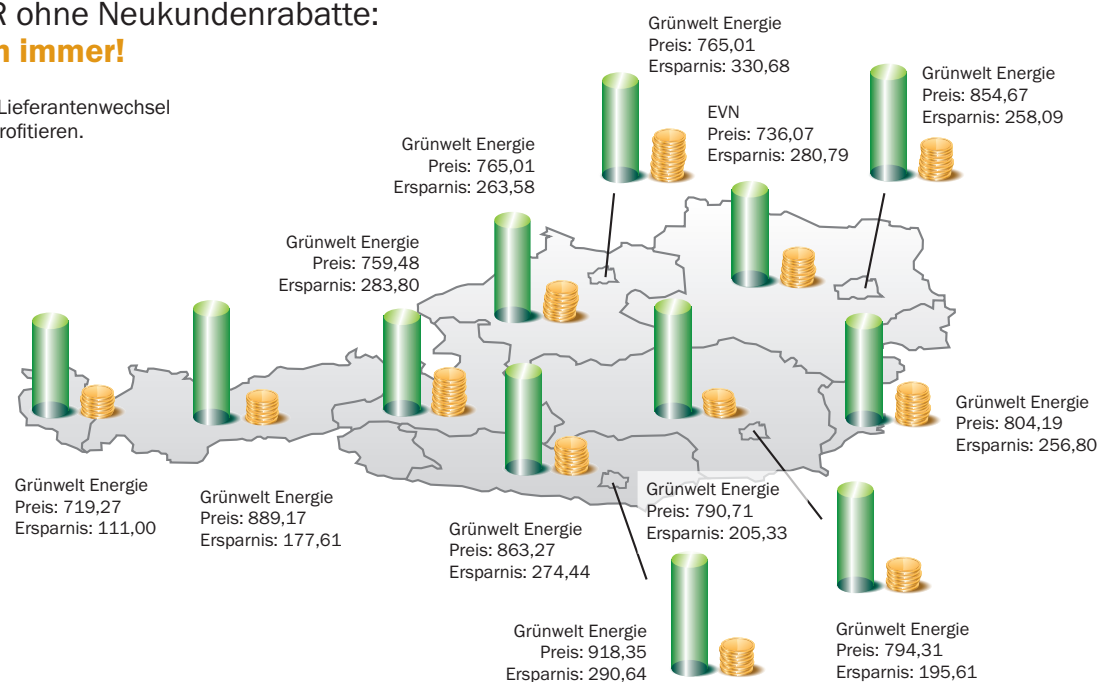 R ohne Neukundenrabatte:
immer!
Lieferantenwechsel
rofitieren.
Grünwelt Energie
Preis: 765,01
Ersparnis: 330,68
Grünwelt Energie
Preis: 854,67
Ersparnis: 258,09
EVN
Preis: 736,07
Ersparnis: 280,79
Grünwelt Energie
Preis: 765,01
Ersparnis: 263,58
Grünwelt Energie
Preis: 759,48
Ersparnis: 283,80
Grünwelt Energie
Preis: 804,19
Ersparnis: 256,80
Grünwelt Energie
Preis: 719,27
Ersparnis: 111,00
Grünwelt Energie
Preis: 889,17
Ersparnis: 177,61
Grünwelt Energie
Preis: 863,27
Ersparnis: 274,44
Grünwelt Energie
Preis: 790,71
Ersparnis: 205,33
Grünwelt Energie
Preis: 918,35
Ersparnis: 290,64
Grünwelt Energie
Preis: 794,31
Ersparnis: 195,61